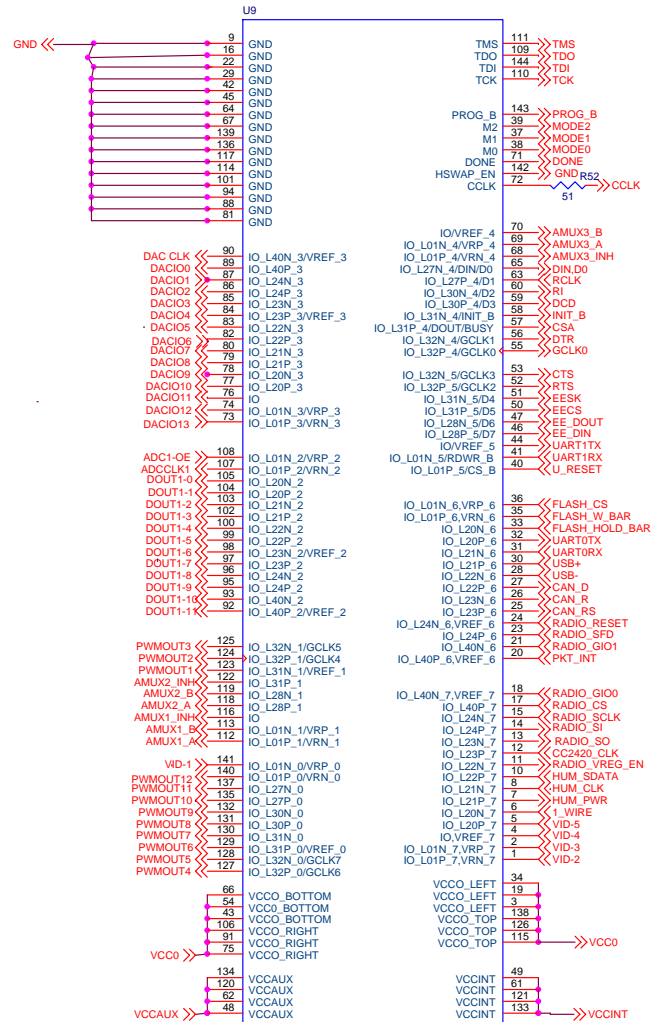 U9
GND 9 GND
16 GND
22 GND
29 GND
42 GND
45 GND
64 GND
67 GND
139 GND
136 GND
117 GND
114 GND
101 GND
94 GND
88 GND
81 GND
DAC CLK 90 IO_L40N_3/VREF_3
DACIO0 89 IO_L40P_3
DACIO1 87 IO_L24N_3
DACIO2 86 IO_L24P_3
DACIO3 85 IO_L23N_3
DACIO4 84 IO_L23P_3/VREF_3
DACIO5 83 IO_L22N_3
DACIO6 82 IO_L22P_3
DACIO7 80 IO_L21N_3
DACIO8 79 IO_L21P_3
DACIO9 78 IO_L20N_3
DACIO10 77 IO_L20P_3
DACIO11 76 IO
DACIO12 74 IO_L01N_3/VRP_3
DACIO13 73 IO_L01P_3/VRN_3
ADC1-OE 108 IO_L01N_2/VRP_2
ADCCLK1 107 IO_L01P_2/VRN_2
DOUT1-0 105 IO_L20N_2
DOUT1-1 104 IO_L20P_2
DOUT1-2 103 IO_L21N_2
DOUT1-3 102 IO_L21P_2
DOUT1-4 100 IO_L22N_2
DOUT1-5 99 IO_L22P_2
DOUT1-6 98 IO_L23N_2/VREF_2
DOUT1-7 97 IO_L23P_2
DOUT1-8 96 IO_L24N_2
DOUT1-9 95 IO_L24P_2
DOUT1-10 93 IO_L40N_2
DOUT1-11 92 IO_L40P_2/VREF_2
PWMOUT3 125 IO_L32N_1/GCLK5
PWMOUT2 124 IO_L32P_1/GCLK4
PWMOUT1 123 IO_L31N_1/VREF_1
AMUX2_INH 122 IO_L31P_1
AMUX2_B 119 IO_L28N_1
AMUX2_A 118 IO_L28P_1
AMUX1_INH 116 IO
AMUX1_B 113 IO_L01N_1/VRP_1
AMUX1_A 112 IO_L01P_1/VRN_1
VID-1 141 IO_L01N_0/VRP_0
PWMOUT12 140 IO_L01P_0/VRN_0
PWMOUT11 137 IO_L27N_0
PWMOUT10 135 IO_L27P_0
PWMOUT9 132 IO_L30N_0
PWMOUT8 131 IO_L30P_0
PWMOUT7 130 IO_L31N_0
PWMOUT6 129 IO_L31P_0/VREF_0
PWMOUT5 128 IO_L32N_0/GCLK7
PWMOUT4 127 IO_L32P_0/GCLK6
66 VCCO_BOTTOM
54 VCC0_BOTTOM
43 VCCO_BOTTOM
106 VCCO_RIGHT
91 VCCO_RIGHT
VCC0 75 VCCO_RIGHT
134 VCCAUX
120 VCCAUX
62 VCCAUX
VCCAUX 48 VCCAUX
TMS 111 TMS
TDO 109 TDO
TDI 144 TDI
TCK 110 TCK
PROG_B 143 PROG_B
M2 39 MODE2
M1 37 MODE1
M0 38 MODE0
DONE 71 DONE
HSWAP_EN 142 GND
CCLK 72 R52 51 CCLK
IO/VREF_4 70 AMUX3_B
IO_L01N_4/VRP_4 69 AMUX3_A
IO_L01P_4/VRN_4 68 AMUX3_INH
IO_L27N_4/DIN/D0 65 DIN,D0
IO_L27P_4/D1 63 RCLK
IO_L30N_4/D2 60 RI
IO_L30P_4/D3 59 DCD
IO_L31N_4/INIT_B 58 INIT_B
IO_L31P_4/DOUT/BUSY 57 CSA
IO_L32N_4/GCLK1 56 DTR
IO_L32P_4/GCLK0 55 GCLK0
IO_L32N_5/GCLK3 53 CTS
IO_L32P_5/GCLK2 52 RTS
IO_L31N_5/D4 51 EESK
IO_L31P_5/D5 50 EECS
IO_L28N_5/D6 47 EE_DOUT
IO_L28P_5/D7 46 EE_DIN
IO/VREF_5 44 UART1TX
IO_L01N_5/RDWR_B 41 UART1RX
IO_L01P_5/CS_B 40 U_RESET
IO_L01N_6,VRP_6 36 FLASH_CS
IO_L01P_6,VRN_6 35 FLASH_W_BAR
IO_L20N_6 33 FLASH_HOLD_BAR
IO_L20P_6 32 UART0TX
IO_L21N_6 31 UART0RX
IO_L21P_6 30 USB+
IO_L22N_6 28 USB-
IO_L22P_6 27 CAN_D
IO_L23N_6 26 CAN_R
IO_L23P_6 25 CAN_RS
IO_L24N_6,VREF_6 24 RADIO_RESET
IO_L24P_6 23 RADIO_SFD
IO_L40N_6 21 RADIO_GIO1
IO_L40P_6,VREF_6 20 PKT_INT
IO_L40N_7,VREF_7 18 RADIO_GIO0
IO_L40P_7 17 RADIO_CS
IO_L24N_7 15 RADIO_SCLK
IO_L24P_7 14 RADIO_SI
IO_L23N_7 13 RADIO_SO
IO_L23P_7 12 CC2420_CLK
IO_L22N_7 11 RADIO_VREG_EN
IO_L22P_7 10 HUM_SDATA
IO_L21N_7 8 HUM_CLK
IO_L21P_7 7 HUM_PWR
IO_L20N_7 6 1_WIRE
IO_L20P_7 5 VID-5
IO,VREF_7 4 VID-4
IO_L01N_7,VRP_7 2 VID-3
IO_L01P_7,VRN_7 1 VID-2
VCCO_LEFT 34
VCCO_LEFT 19
VCCO_LEFT 3
VCCO_TOP 138
VCCO_TOP 126
VCCO_TOP 115 VCC0
VCCINT 49
VCCINT 61
VCCINT 121
VCCINT 133 VCCINT